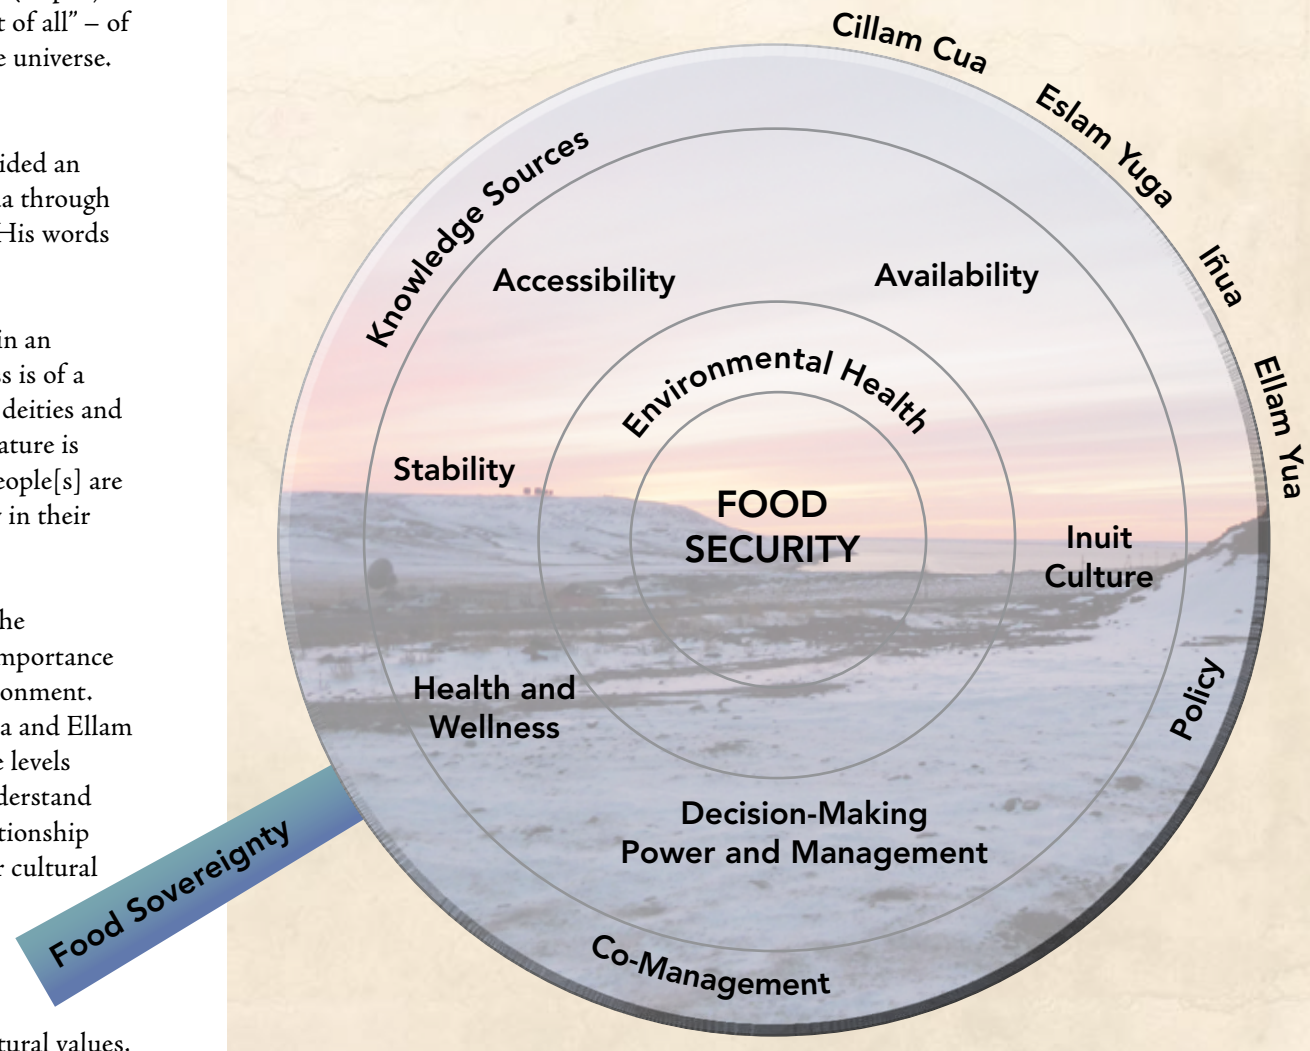 t of all” – of
e universe.
ided an
a through
His words
in an
ss is of a
deities and
ature is
eople[s] are
in their
he
mportance
onment.
a and Ellam
e levels
derstand
tionship
r cultural
tural values.
Cillam Cua
Eslam Yuga
Iñua
Ellam Yua
Knowledge Sources
Accessibility
Availability
Environmental Health
Stability
FOOD
SECURITY
Inuit
Culture
Health and
Wellness
Policy
Decision-Making
Power and Management
Co-Management
Food Sovereignty